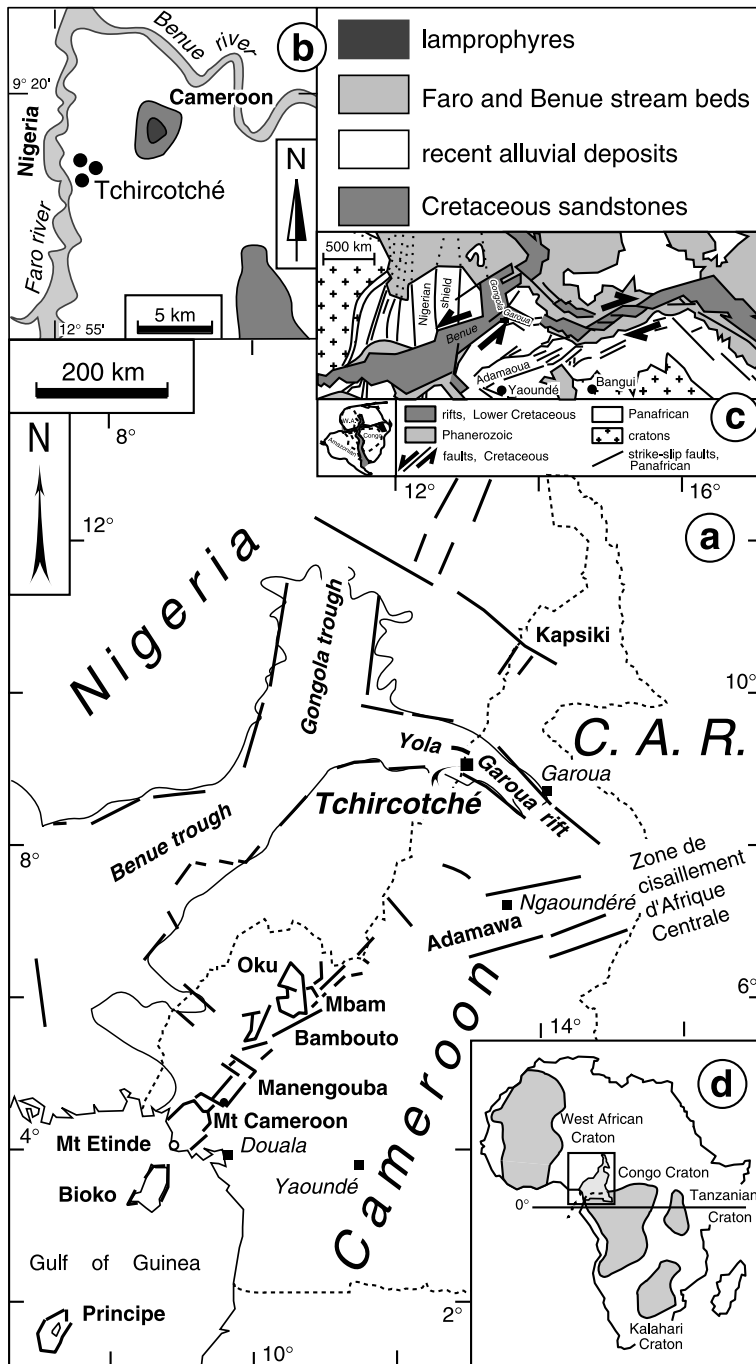 b
Benue
river
9° 20'
Cameroon
Nigeria
Tchircotché
N
Faro river
5 km
12° 55'
lamprophyres
Faro and Benue stream beds
recent alluvial deposits
Cretaceous sandstones
500 km
Nigerian
shield
Gongola
Garoua
Benue
Adamaoua
Yaoundé
Bangui
c
W.A.
Congo
Amazonian
rifts, Lower Cretaceous
Phanerozoic
faults, Cretaceous
Panafrican
cratons
strike-slip faults,
Panafrican
200 km
8°
12°
16°
N
12°
a
Nigeria
Gongola trough
Kapsiki
10°
C. A. R.
Yola
Garoua rift
Garoua
Tchircotché
Benue trough
8°
Zone de
cisaillement
d'Afrique
Centrale
Ngaoundéré
Adamawa
Oku
Mbam
6°
Bambouto
Cameroon
Manengouba
Mt Cameroon
4°
Mt Etinde
Douala
Yaoundé
Bioko
Gulf of Guinea
Principe
2°
10°
14°
d
West African
Craton
Congo Craton
Tanzanian
Craton
0°
Kalahari
Craton